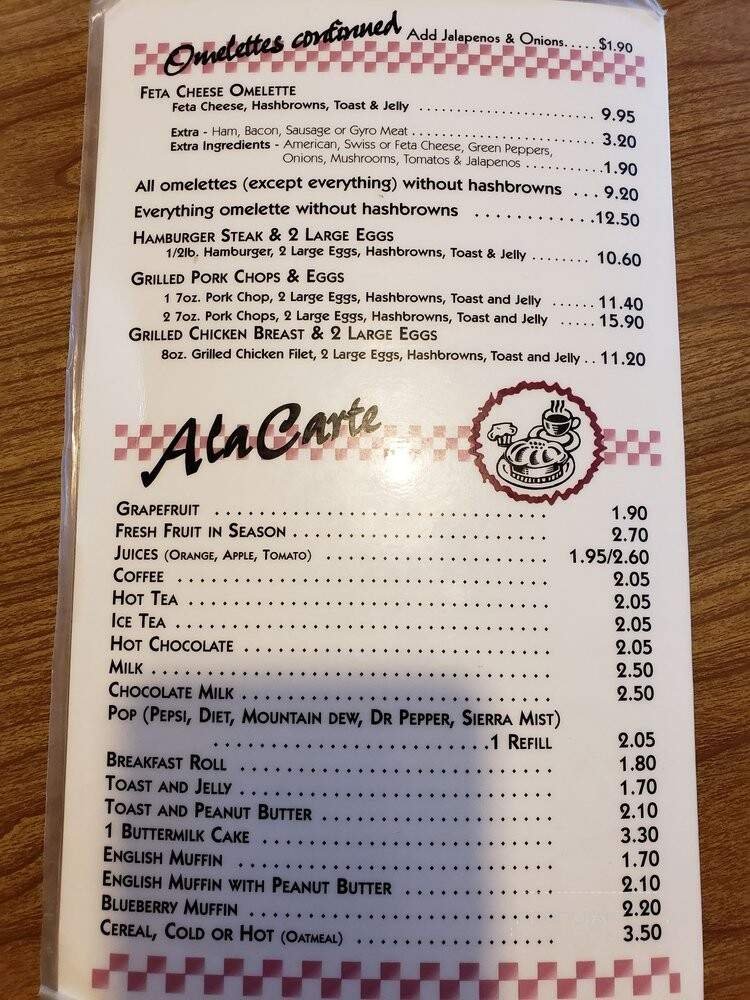 Omelettes continued Add Jalapenos & Onions.....$1.90
FETA CHEESE OMELETTE
Feta Cheese, Hashbrowns, Toast & Jelly ........................ 9.95
Extra - Ham, Bacon, Sausage or Gyro Meat ........................ 3.20
Extra Ingredients - American, Swiss or Feta Cheese, Green Peppers,
Onions, Mushrooms, Tomatos & Jalapenos ............1.90
All omelettes (except everything) without hashbrowns ...9.20
Everything omelette without hashbrowns ............12.50
HAMBURGER STEAK & 2 LARGE EGGS
1/2lb. Hamburger, 2 Large Eggs, Hashbrowns, Toast & Jelly ........ 10.60
GRILLED PORK CHOPS & EGGS
1 7oz. Pork Chop, 2 Large Eggs, Hashbrowns, Toast and Jelly ......11.40
2 7oz. Pork Chops, 2 Large Eggs, Hashbrowns, Toast and Jelly .....15.90
GRILLED CHICKEN BREAST & 2 LARGE EGGS
8oz. Grilled Chicken Filet, 2 Large Eggs, Hashbrowns, Toast and Jelly ..11.20
Ala Carte
GRAPEFRUIT ................................ 1.90
FRESH FRUIT IN SEASON ........................ 2.70
JUICES (ORANGE, APPLE, TOMATO) ...................... 1.95/2.60
COFFEE .................................. 2.05
HOT TEA ................................. 2.05
ICE TEA .................................. 2.05
HOT CHOCOLATE ............................ 2.05
MILK .................................... 2.50
CHOCOLATE MILK ............................ 2.50
POP (PEPSI, DIET, MOUNTAIN DEW, DR PEPPER, SIERRA MIST)
.........................1 REFILL 2.05
BREAKFAST ROLL ............................. 1.80
TOAST AND JELLY ............................ 1.70
TOAST AND PEANUT BUTTER ..................... 2.10
1 BUTTERMILK CAKE .......................... 3.30
ENGLISH MUFFIN ............................ 1.70
ENGLISH MUFFIN WITH PEANUT BUTTER ............. 2.10
BLUEBERRY MUFFIN ........................... 2.20
CEREAL, COLD OR HOT (OATMEAL) .................. 3.50